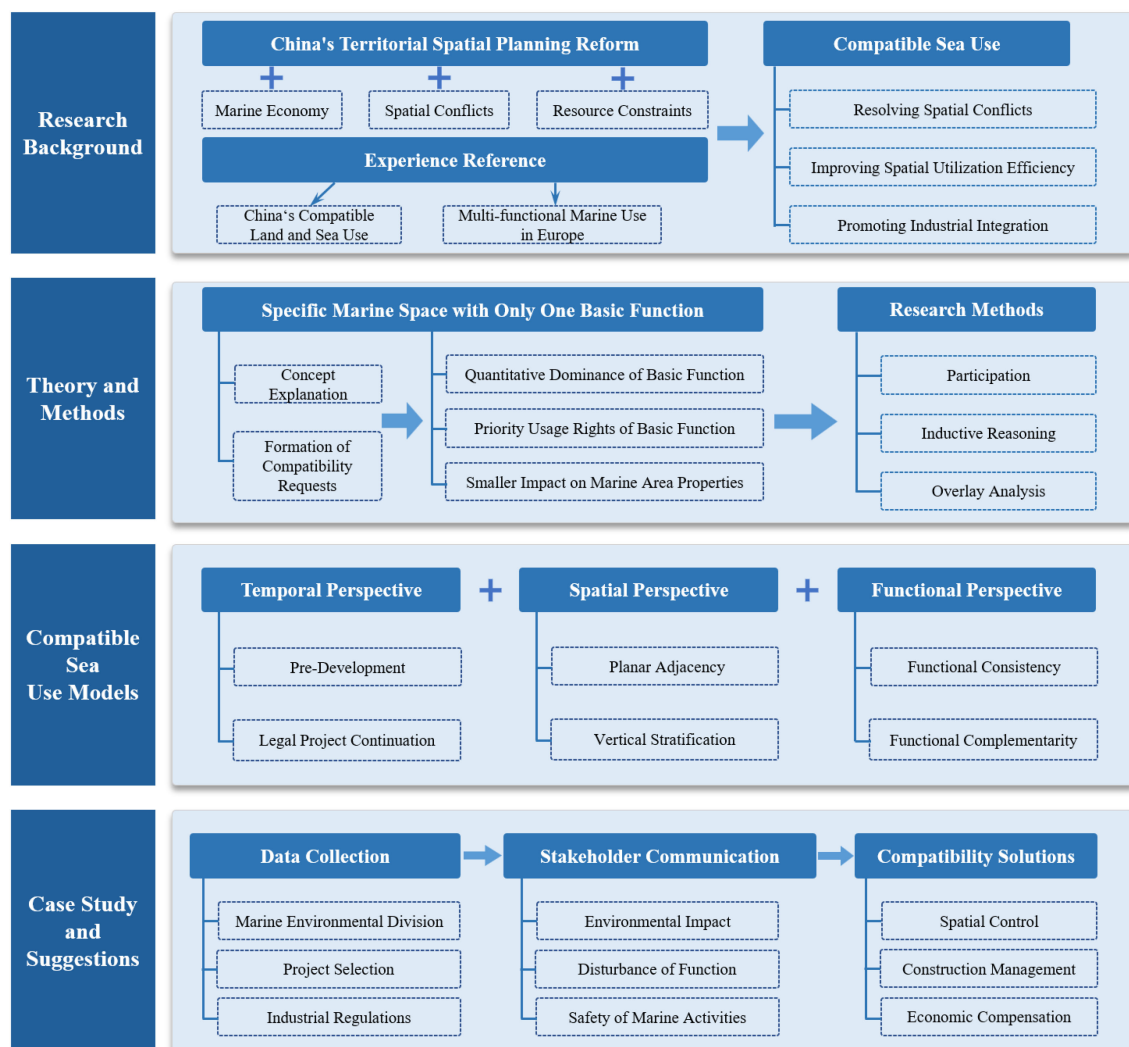 Research
Background
China's Territorial Spatial Planning Reform
+ + +
Marine Economy
Spatial Conflicts
Resource Constraints
Experience Reference
China‘s Compatible
Land and Sea Use
Multi-functional Marine Use
in Europe
Compatible Sea Use
Resolving Spatial Conflicts
Improving Spatial Utilization Efficiency
Promoting Industrial Integration
Theory and
Methods
Specific Marine Space with Only One Basic Function
Concept
Explanation
Formation of
Compatibility
Requests
Quantitative Dominance of Basic Function
Priority Usage Rights of Basic Function
Smaller Impact on Marine Area Properties
Research Methods
Participation
Inductive Reasoning
Overlay Analysis
Compatible
Sea
Use Models
Temporal Perspective
Pre-Development
Legal Project Continuation
+
Spatial Perspective
Planar Adjacency
Vertical Stratification
+
Functional Perspective
Functional Consistency
Functional Complementarity
Case Study
and
Suggestions
Data Collection
Marine Environmental Division
Project Selection
Industrial Regulations
Stakeholder Communication
Environmental Impact
Disturbance of Function
Safety of Marine Activities
Compatibility Solutions
Spatial Control
Construction Management
Economic Compensation